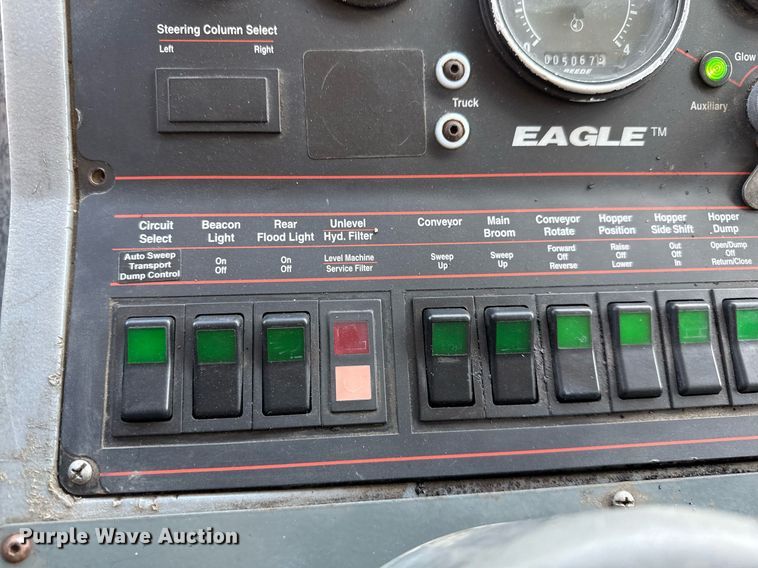 Steering Column Select
Left Right
Truck
0 4
BEEDE
Glow
Auxiliary
EAGLE™
Circuit Select
Auto Sweep
Transport
Dump Control
Beacon Light
On
Off
Rear Flood Light
On
Off
Unlevel
Hyd. Filter
Level Machine
Service Filter
Conveyor
Sweep
Up
Main Broom
Sweep
Up
Conveyor Rotate
Forward
Off
Reverse
Hopper Position
Raise
Off
Lower
Hopper Side Shift
Out
Off
In
Hopper Dump
Open/Dump
Off
Return/Close
Purple Wave Auction